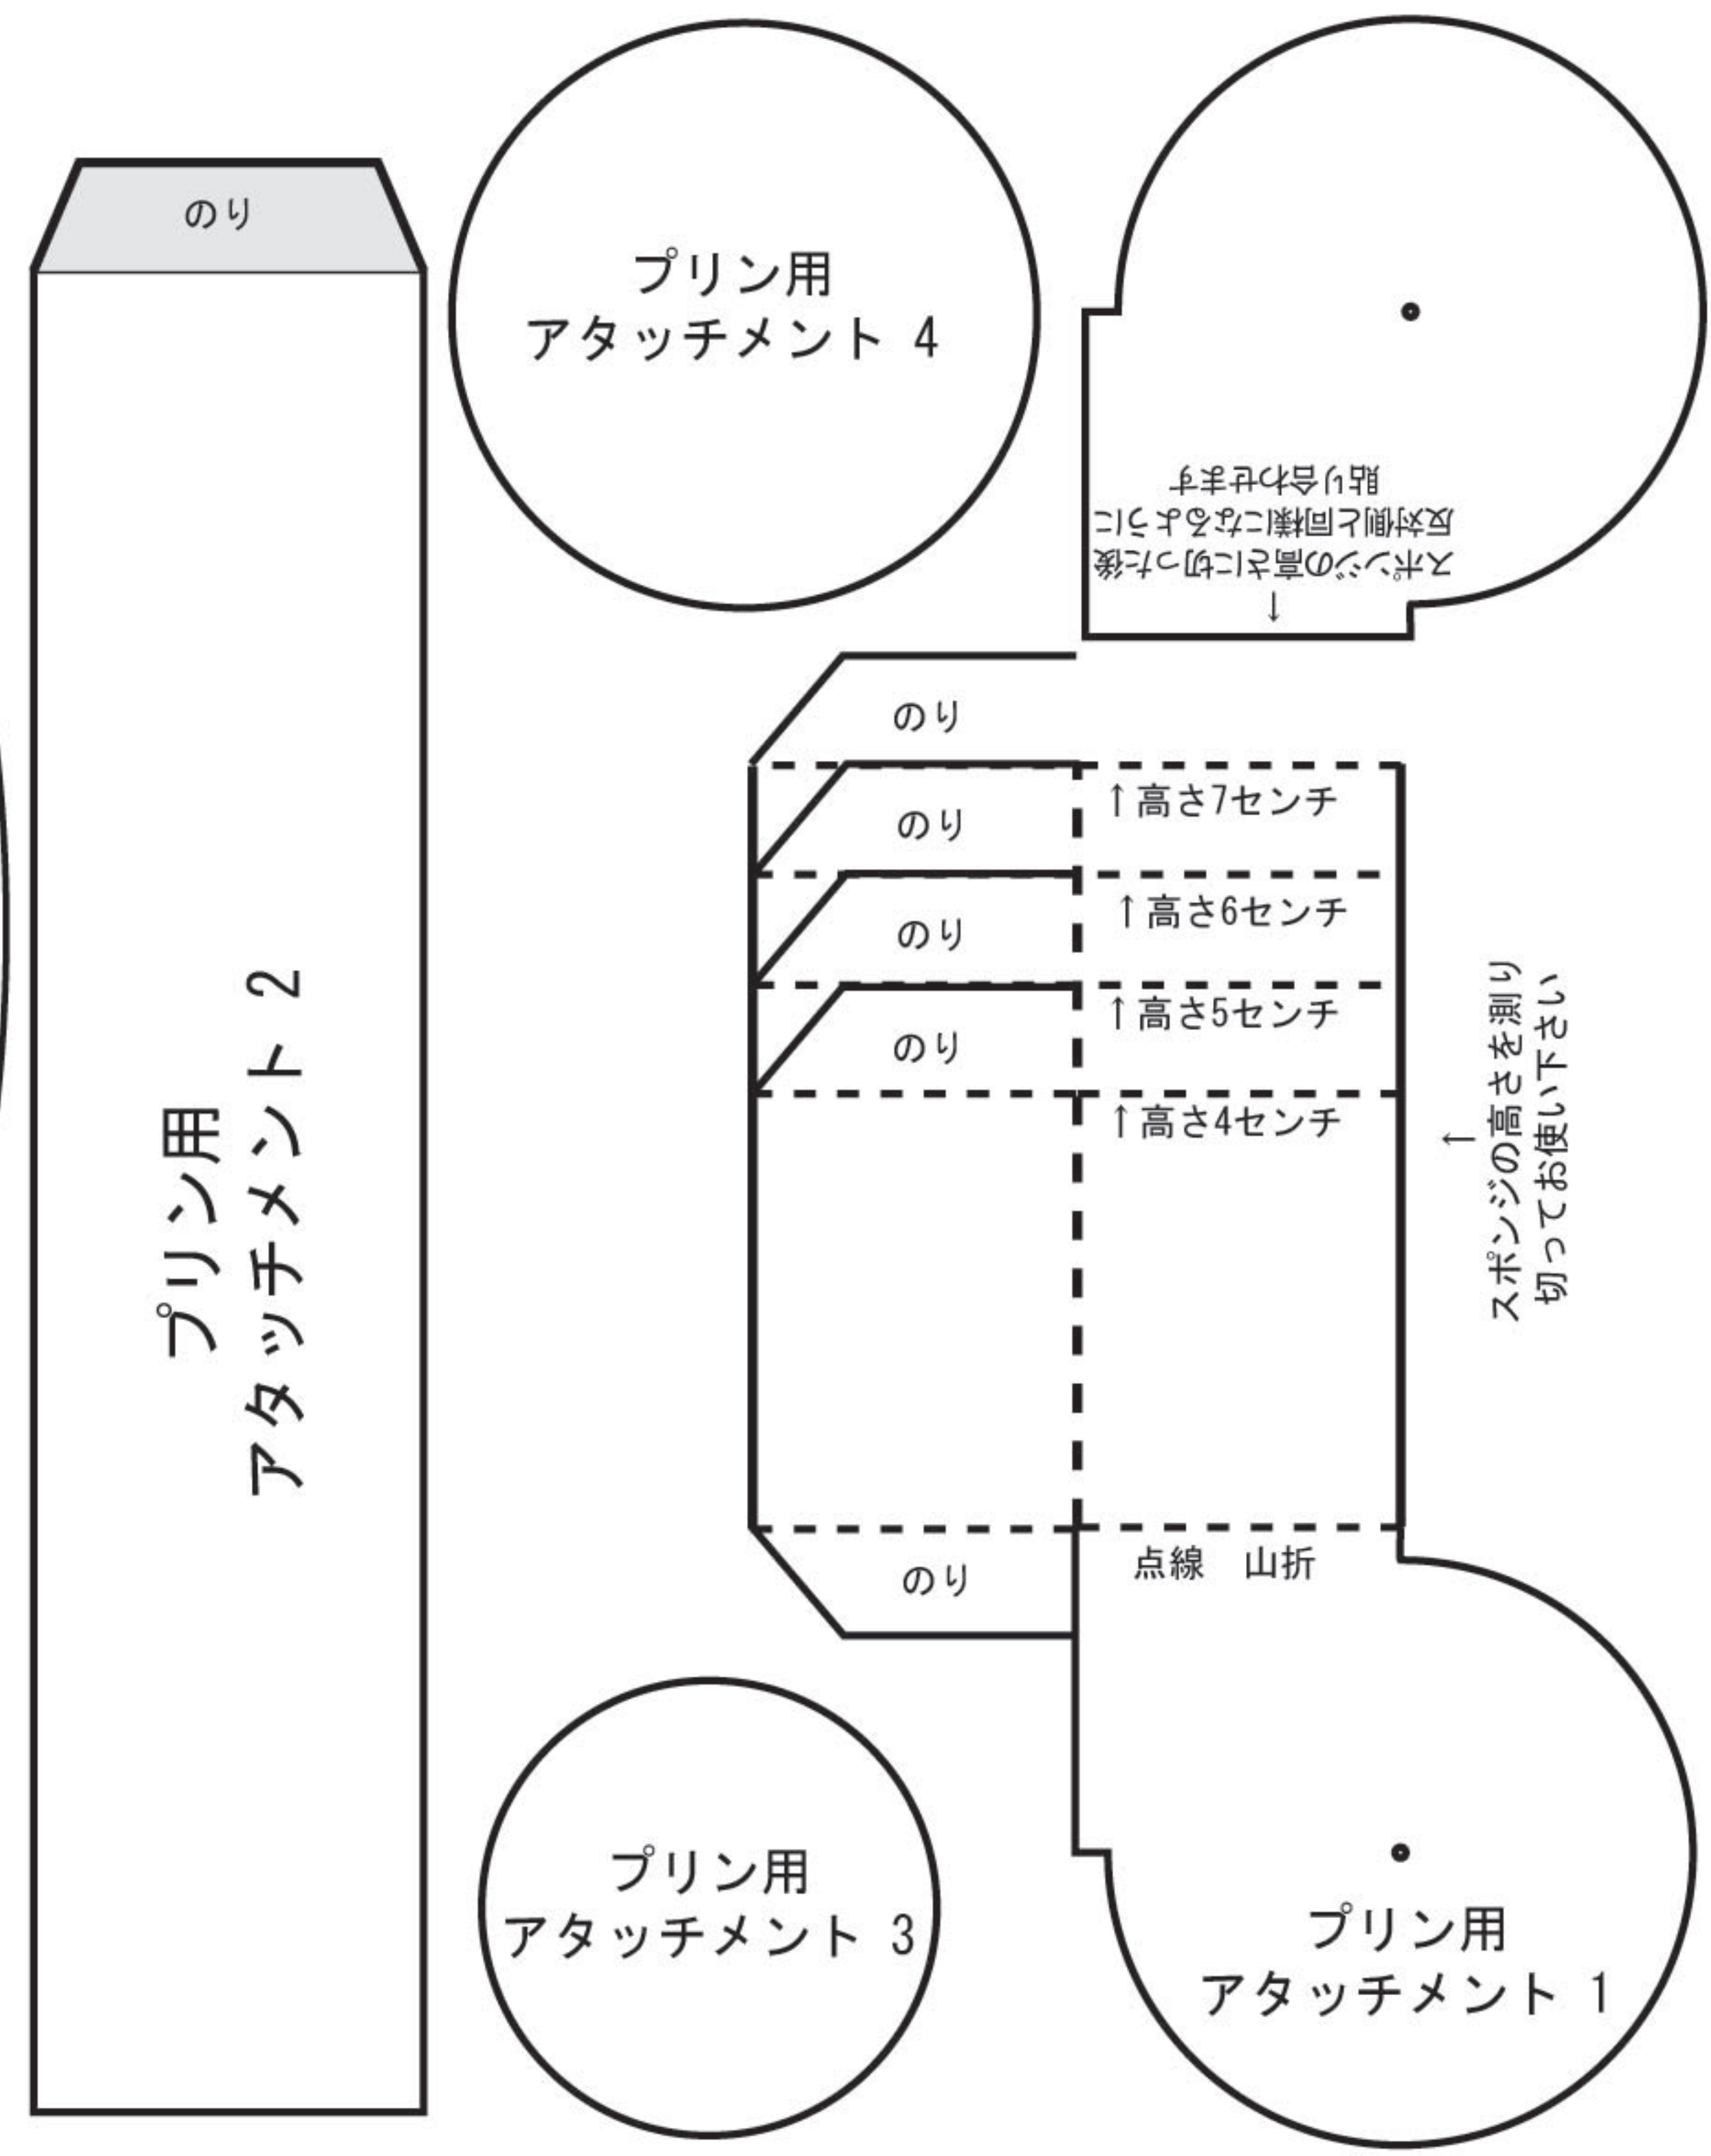 のり
プリン用
アタッチメント 2
プリン用
アタッチメント 4
スポンジの高さに切った後
反対側と同様になるように
貼り合わせます
↑
のり
↑高さ7センチ
のり
↑高さ6センチ
のり
↑高さ5センチ
のり
↑高さ4センチ
↑
スポンジの高さを測り
切ってお使い下さい
点線 山折
のり
プリン用
アタッチメント 3
プリン用
アタッチメント 1